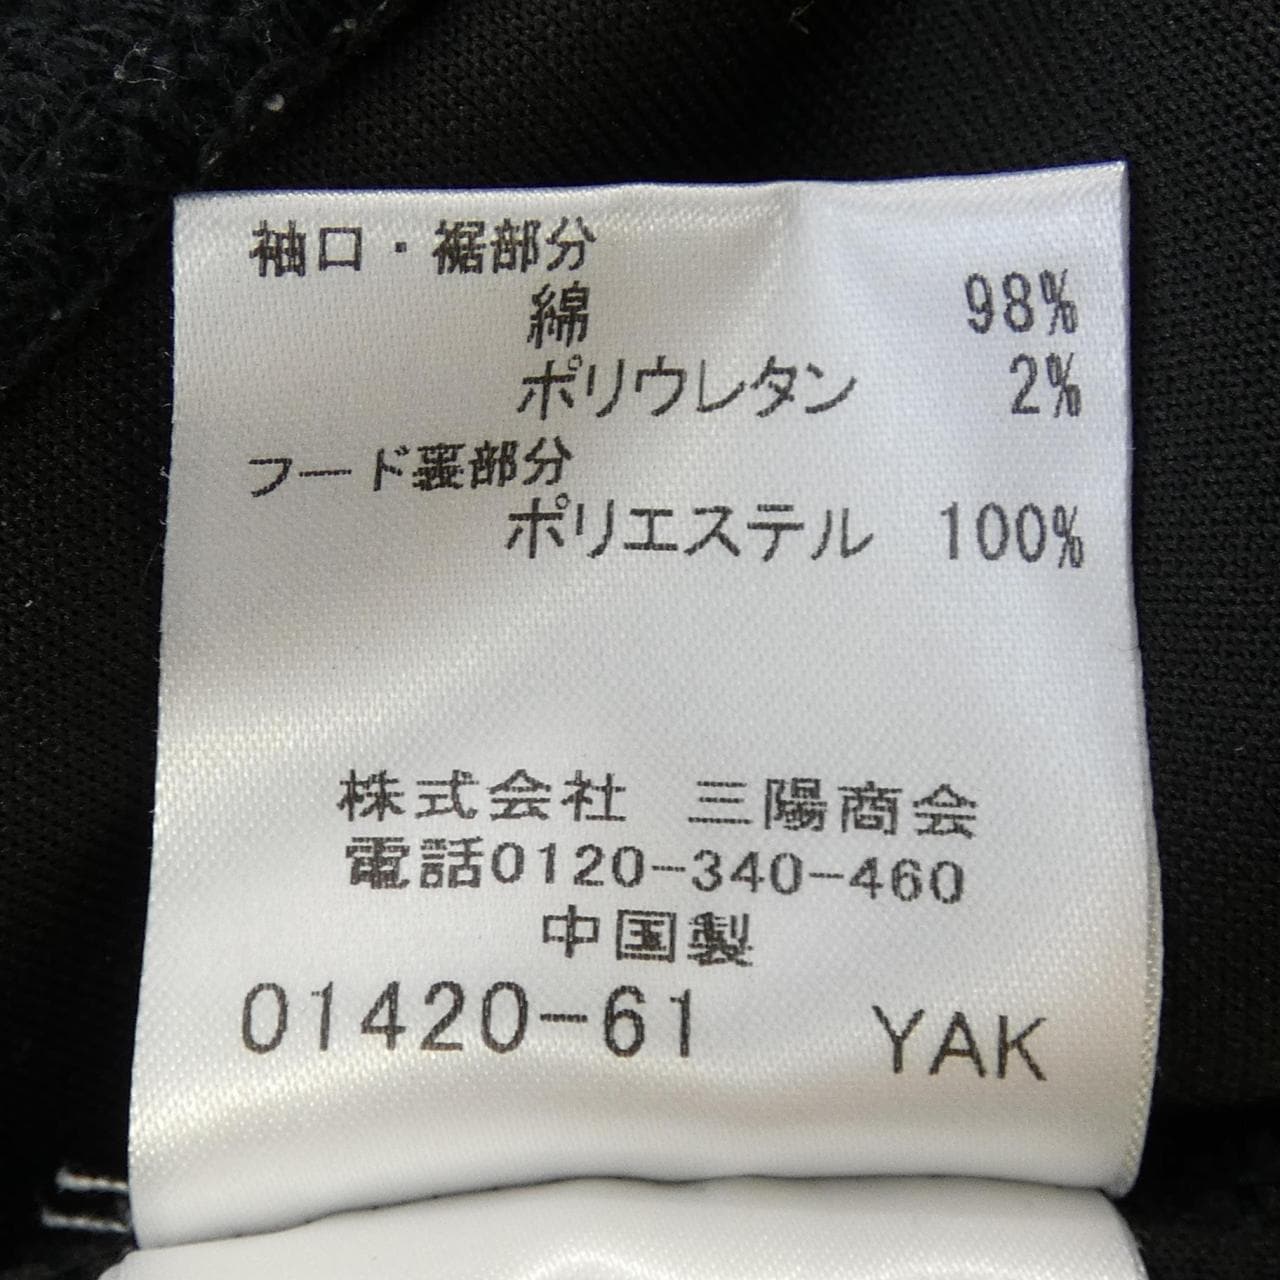 袖口・裾部分
綿 98%
ポリウレタン 2%
フード裏部分
ポリエステル 100%
株式会社 三陽商会
電話0120-340-460
中国製
01420-61 YAK